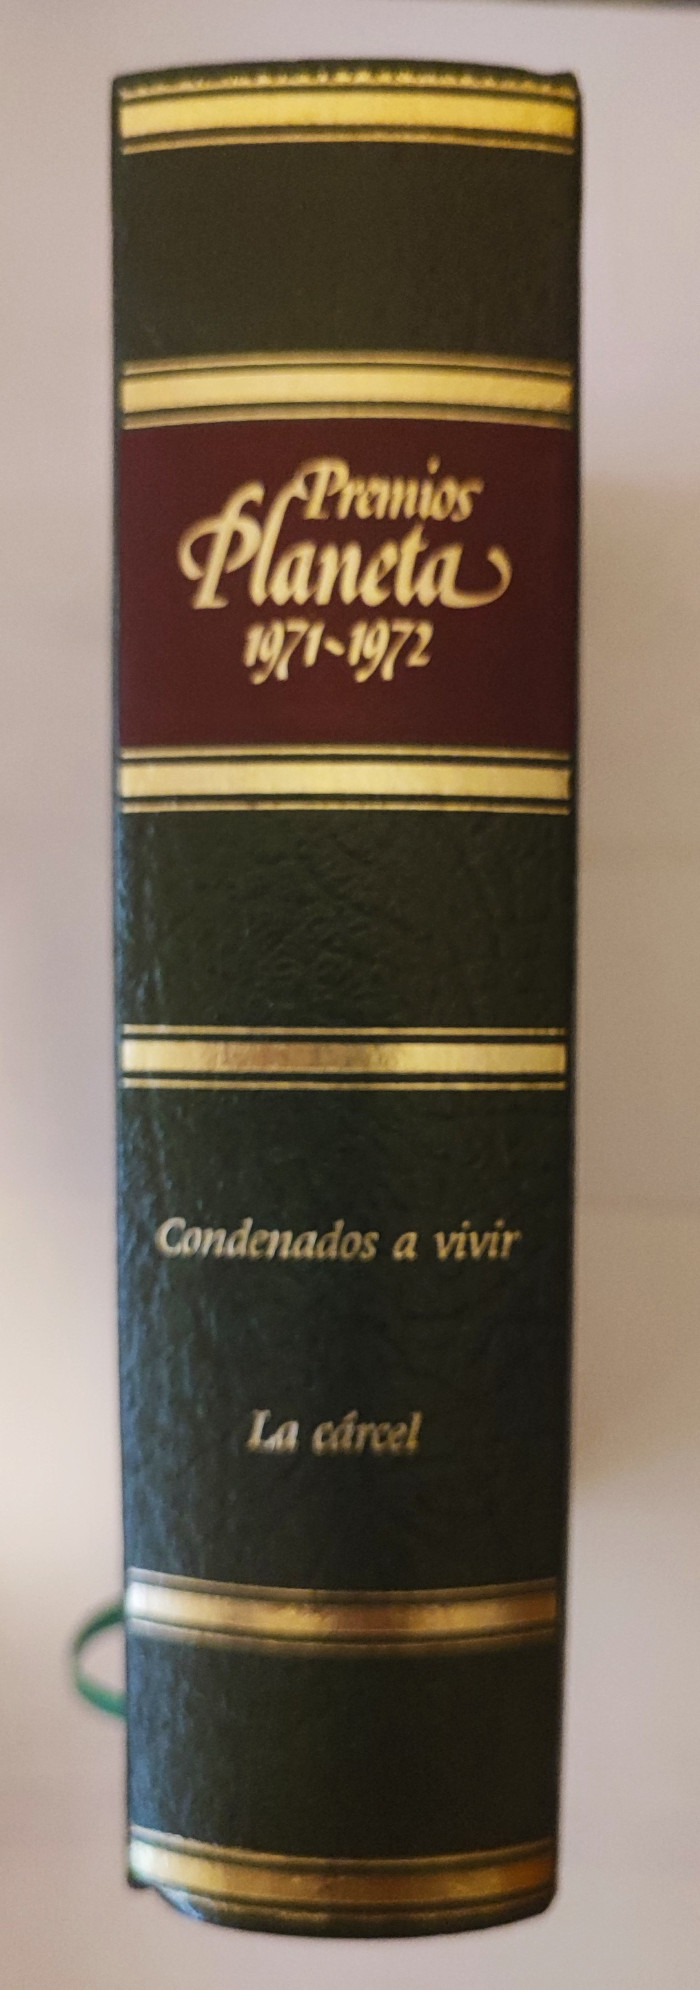 Premios
Planeta
1971~1972
Condenados a vivir
La cárcel